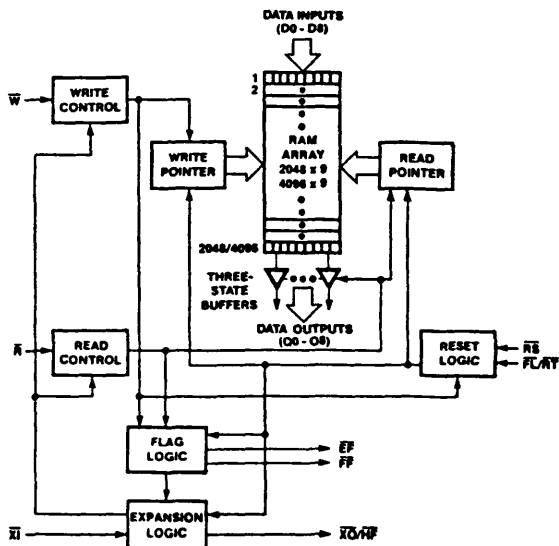 DATA INPUTS
(D0 - D8)
1
2
W
WRITE
CONTROL
WRITE
POINTER
RAM
ARRAY
2048 x 9
4096 x 9
READ
POINTER
2048/4096
THREE-
STATE
BUFFERS
DATA OUTPUTS
(Q0 - Q8)
R
READ
CONTROL
RESET
LOGIC
RS
FL/RT
FLAG
LOGIC
EF
FF
XI
EXPANSION
LOGIC
XO/HF